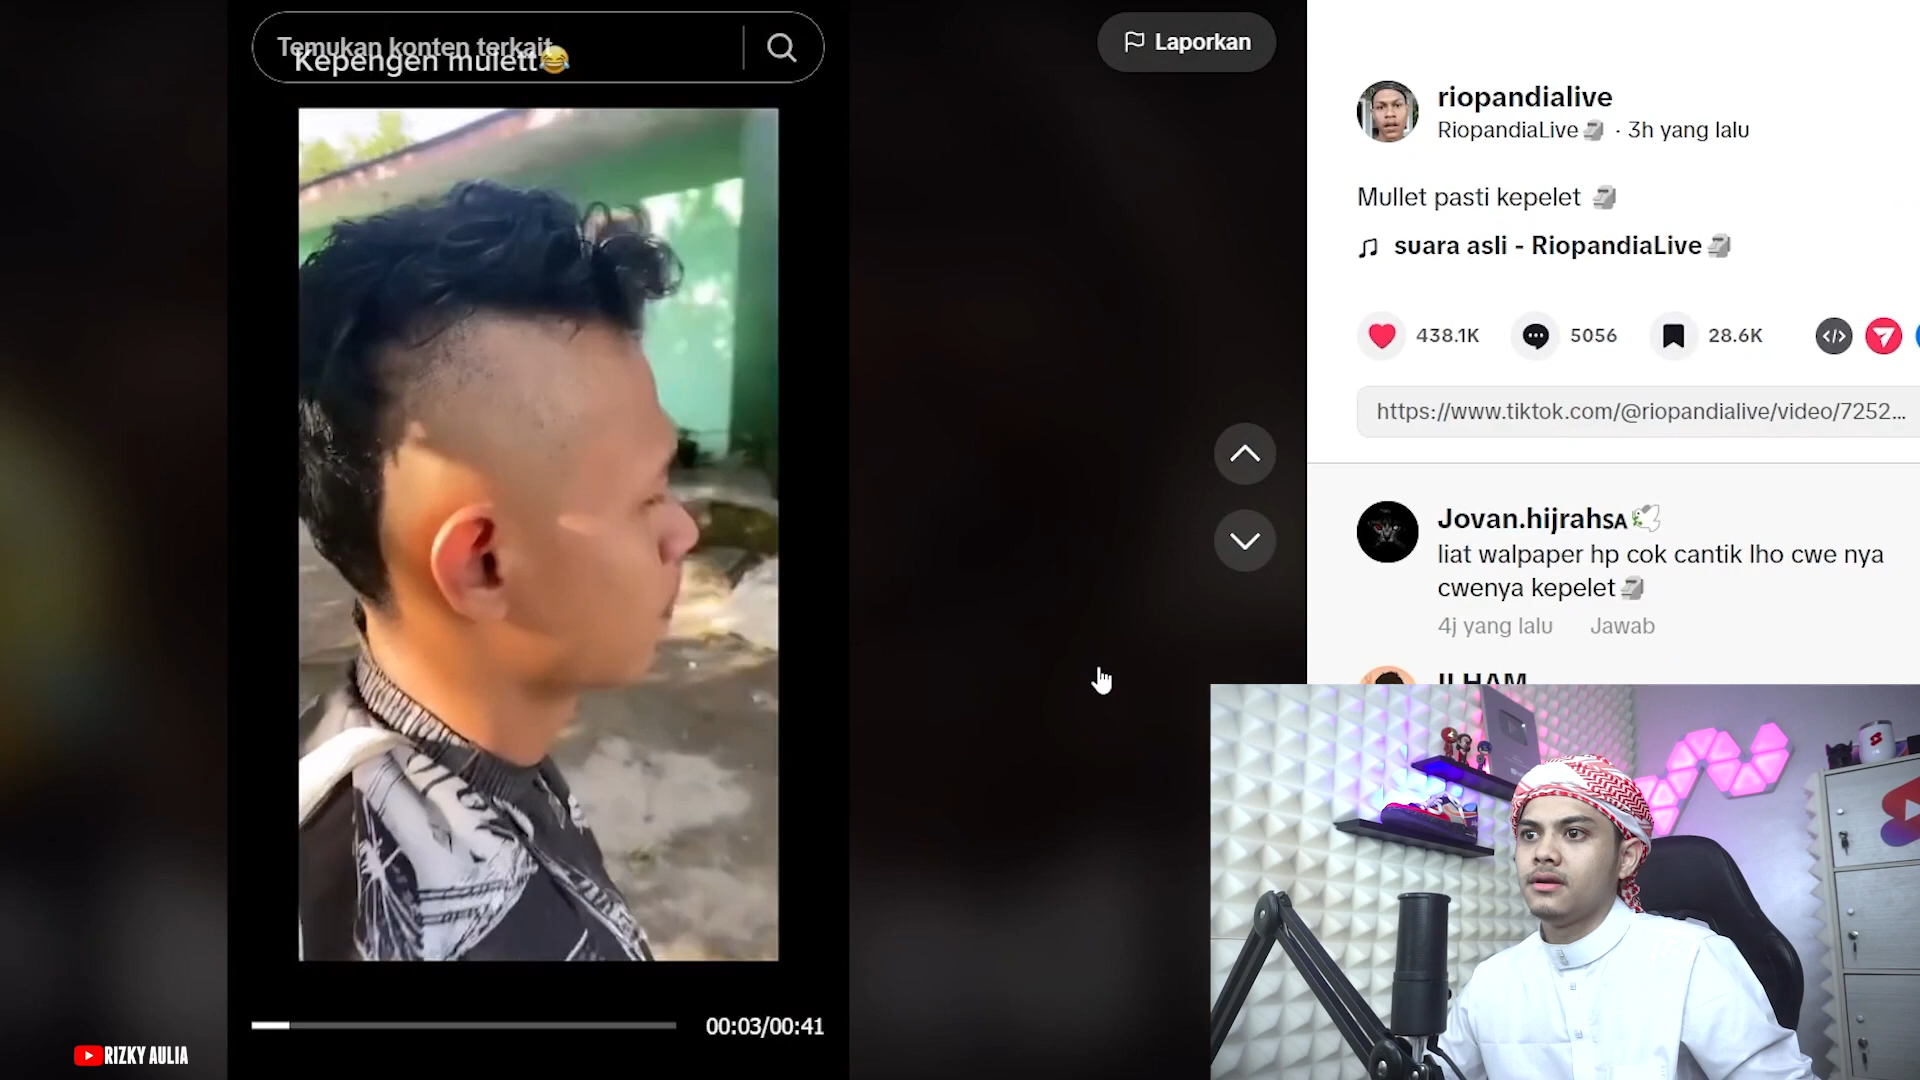 Temukan konten terkait
Kepengen mulett😂
Laporkan
riopandialive
RiopandiaLive🗿 · 3h yang lalu
Mullet pasti kepelet 🗿
suara asli - RiopandiaLive🗿
438.1K
5056
28.6K
https://www.tiktok.com/@riopandialive/video/7252...
Jovan.hijrahSA🕊️
liat walpaper hp cok cantik lho cwe nya
cwenya kepelet🗿
4j yang lalu Jawab
ILHAM
00:03/00:41
RIZKY AULIA